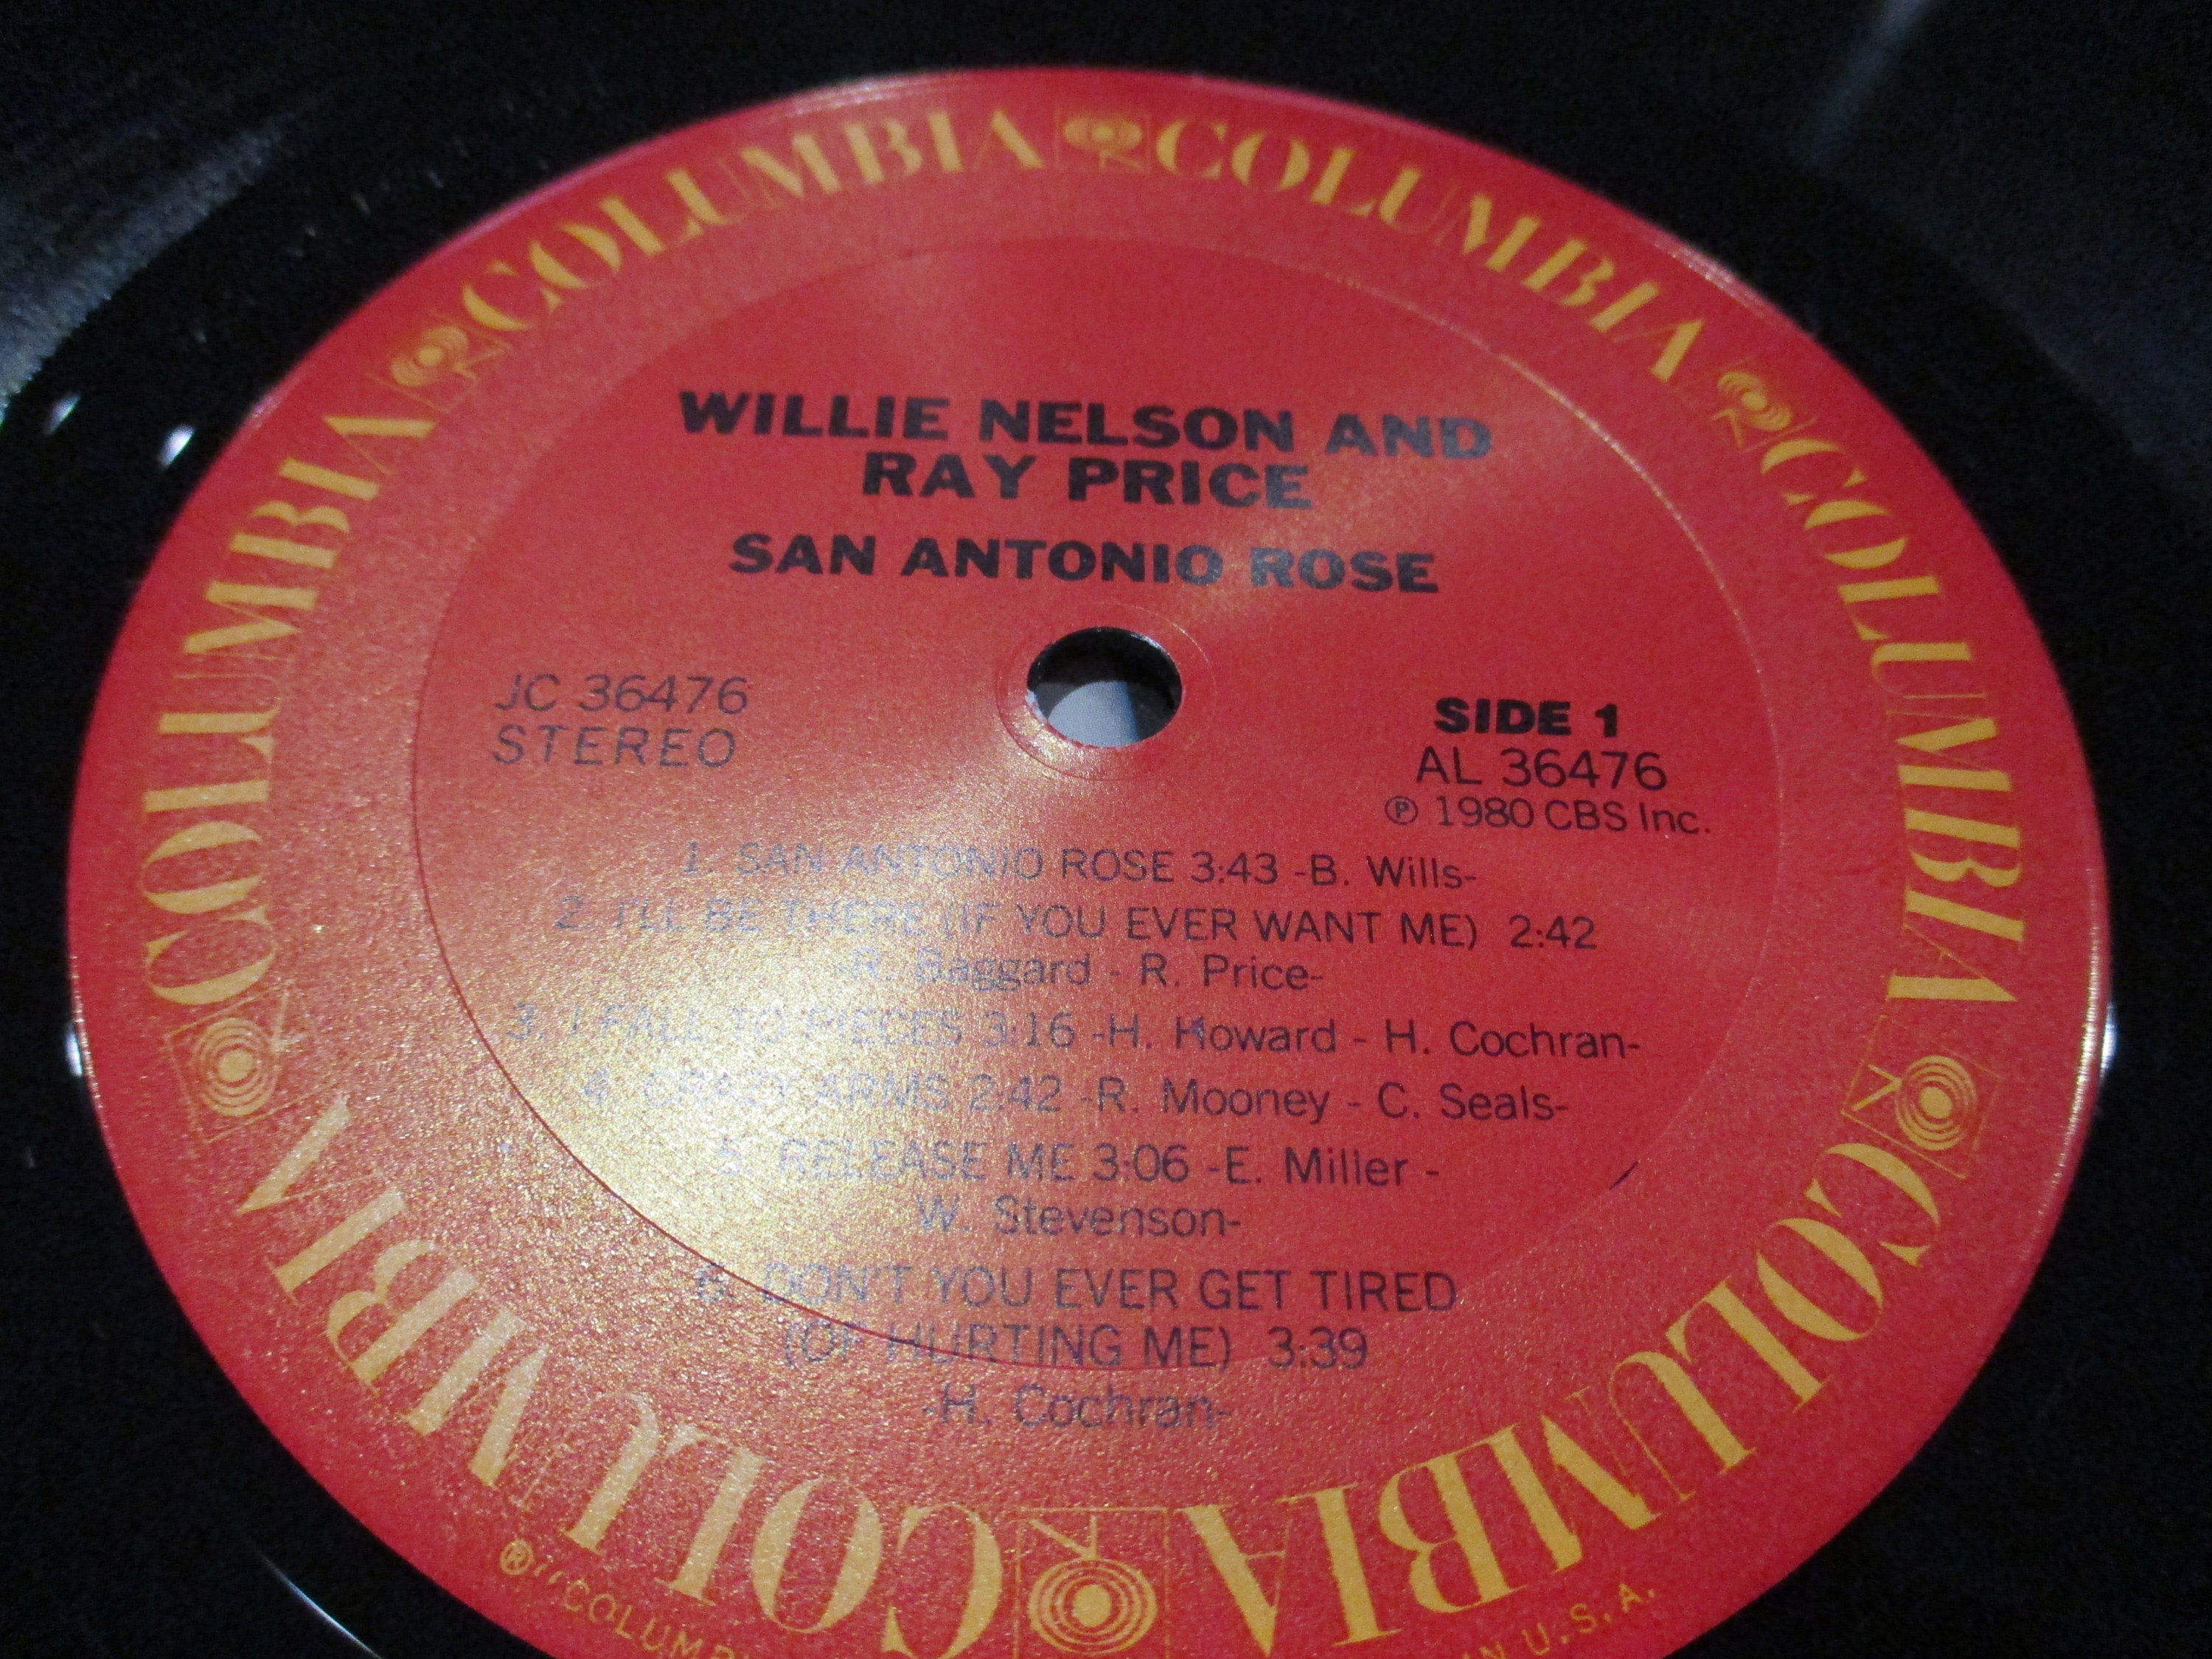 COLUMBIA COLUMBIA COLUMBIA COLUMBIA COLUMBIA COLUMBIA
WILLIE NELSON AND
RAY PRICE
SAN ANTONIO ROSE
JC 36476
STEREO
SIDE 1
AL 36476
Ⓟ 1980 CBS Inc.
1. SAN ANTONIO ROSE 3:43 -B. Wills-
2. I'LL BE THERE (IF YOU EVER WANT ME) 2:42
-R. Baggard - R. Price-
3. I FALL TO PIECES 3:16 -H. Howard - H. Cochran-
4. CRAZY ARMS 2:42 -R. Mooney - C. Seals-
5. RELEASE ME 3:06 -E. Miller -
W. Stevenson-
6. DON'T YOU EVER GET TIRED
(OF HURTING ME) 3:39
-H. Cochran-
® "COLUMB
IN U.S.A.